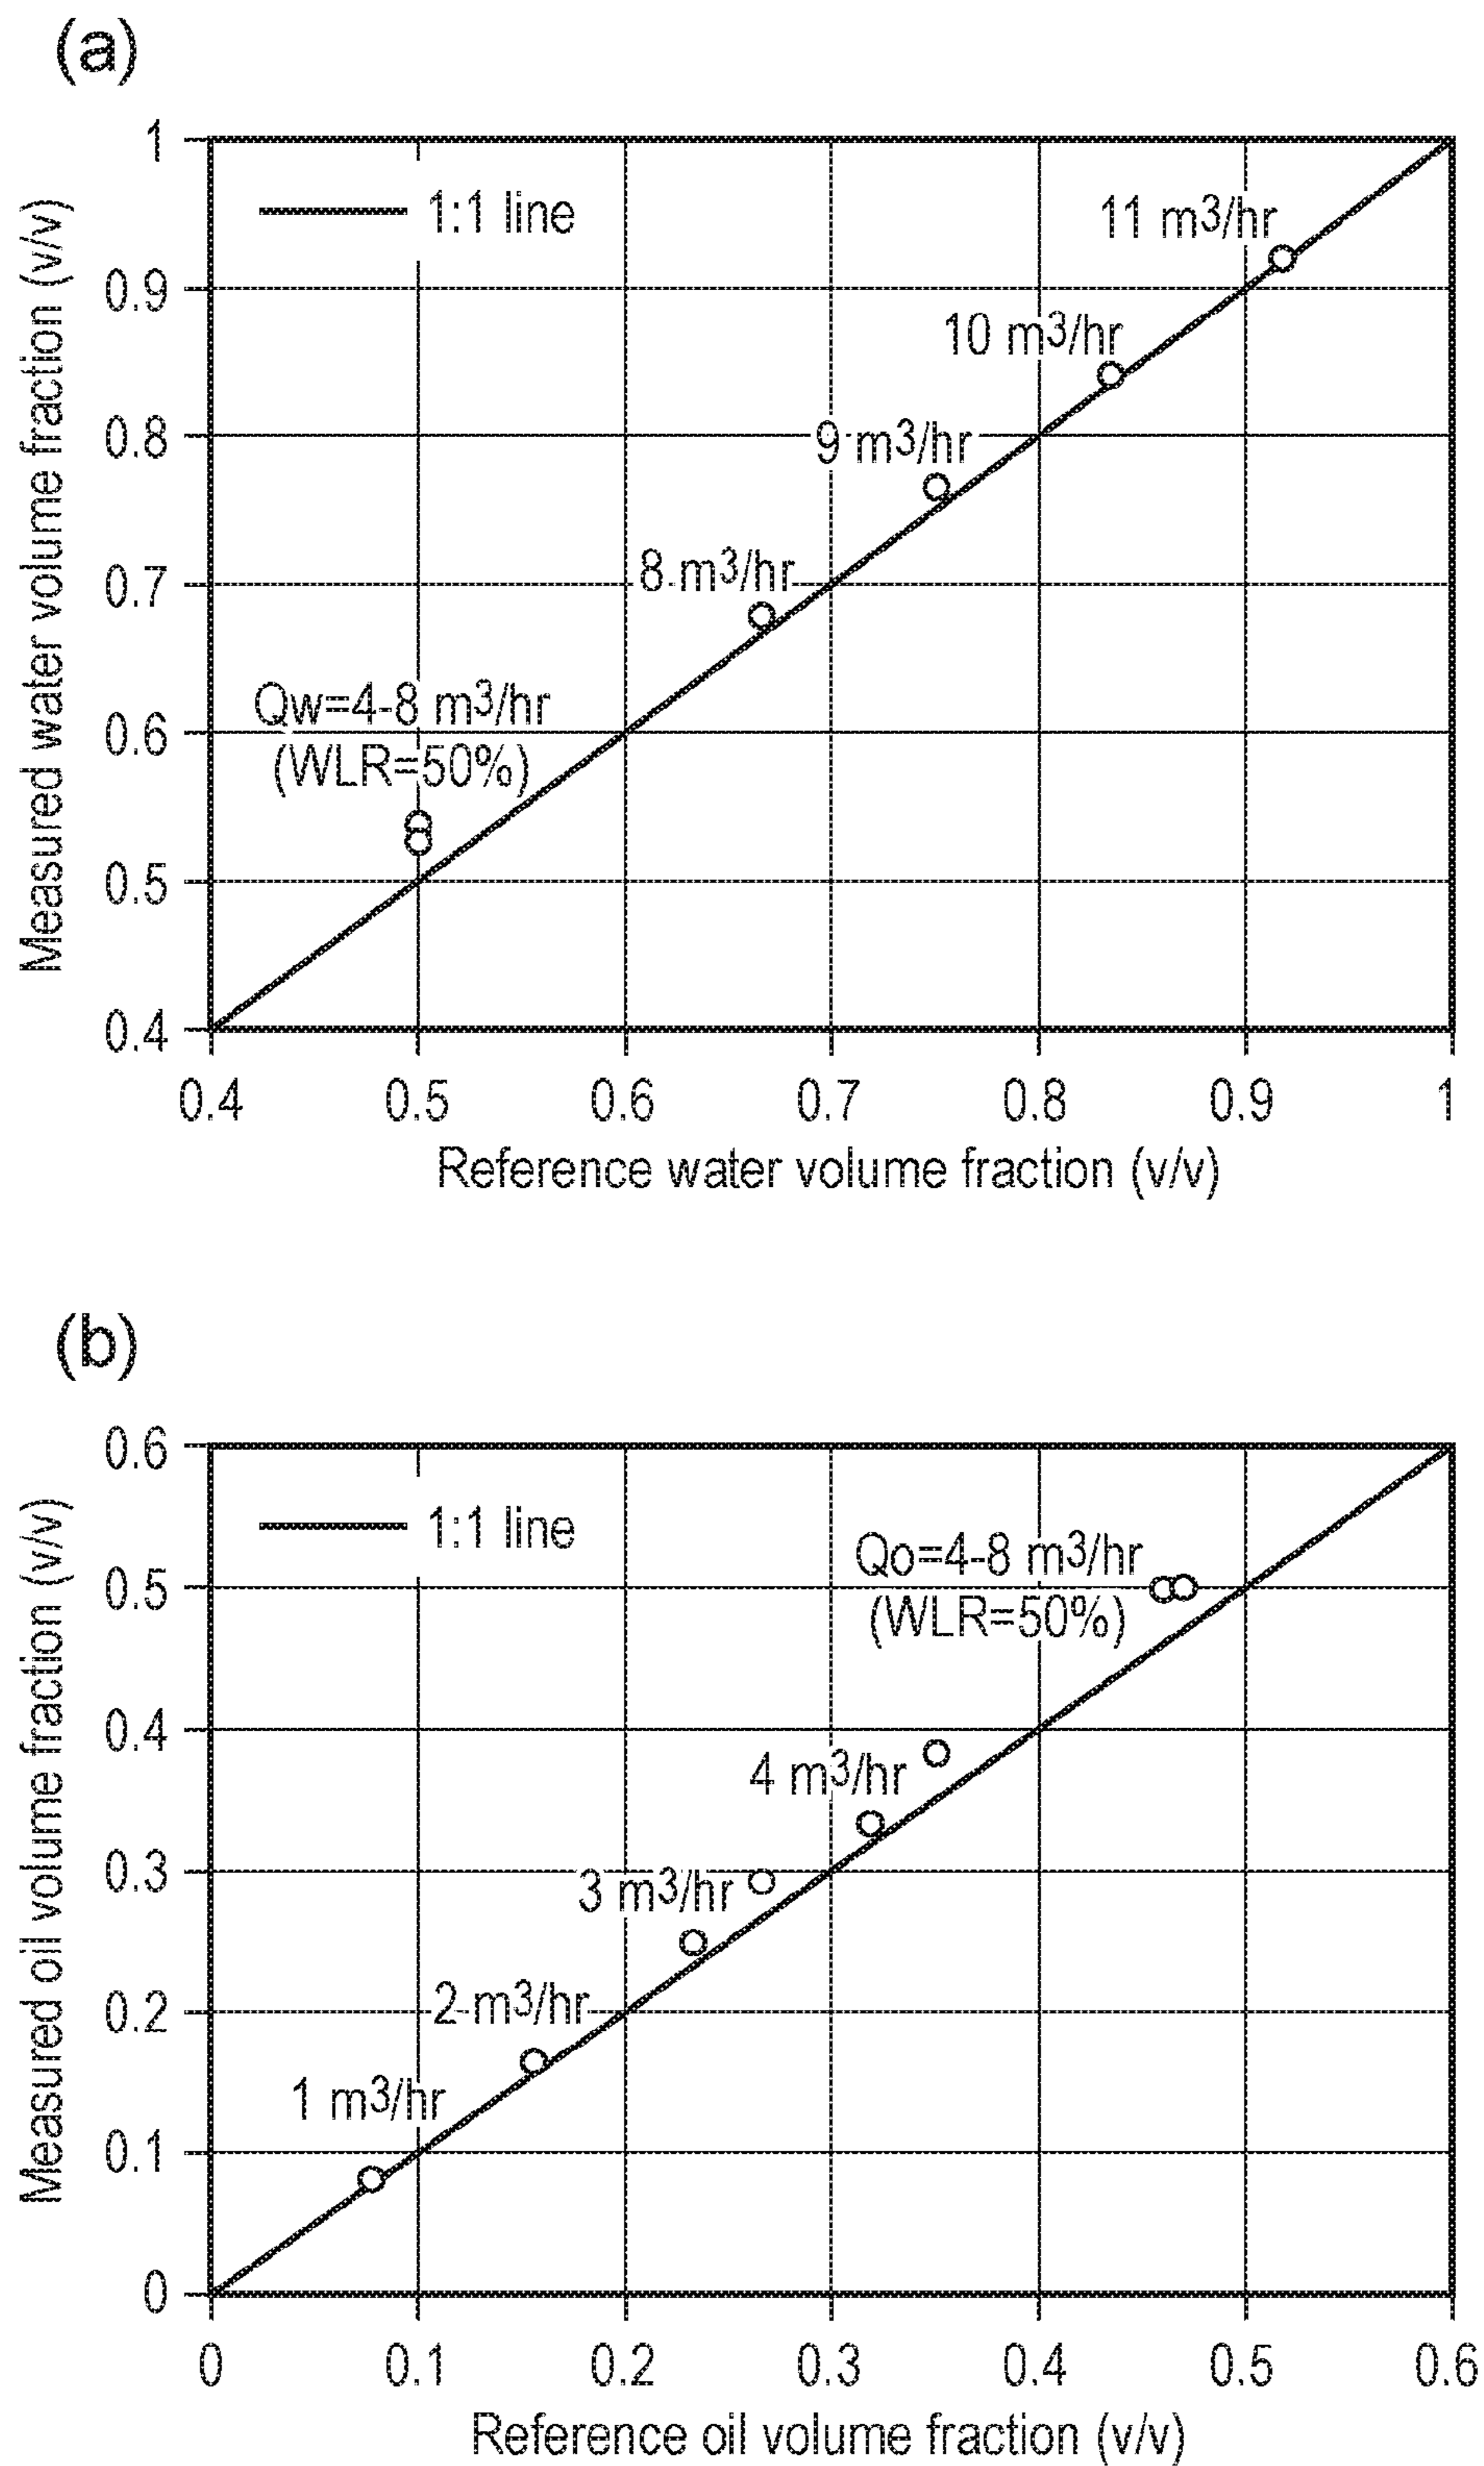 (a)
1
1:1 line
11 m3/hr
0.9
10 m3/hr
0.8
9 m3/hr
0.7
8 m3/hr
Qw=4-8 m3/hr
0.6
(WLR=50%)
0.5
0.4
Measured water volume fraction (v/v)
0.4 0.5 0.6 0.7 0.8 0.9 1
Reference water volume fraction (v/v)
(b)
0.6
1:1 line
Qo=4-8 m3/hr
0.5
(WLR=50%)
0.4
4 m3/hr
0.3
3 m3/hr
0.2
2 m3/hr
1 m3/hr
0.1
0
Measured oil volume fraction (v/v)
0 0.1 0.2 0.3 0.4 0.5 0.6
Reference oil volume fraction (v/v)